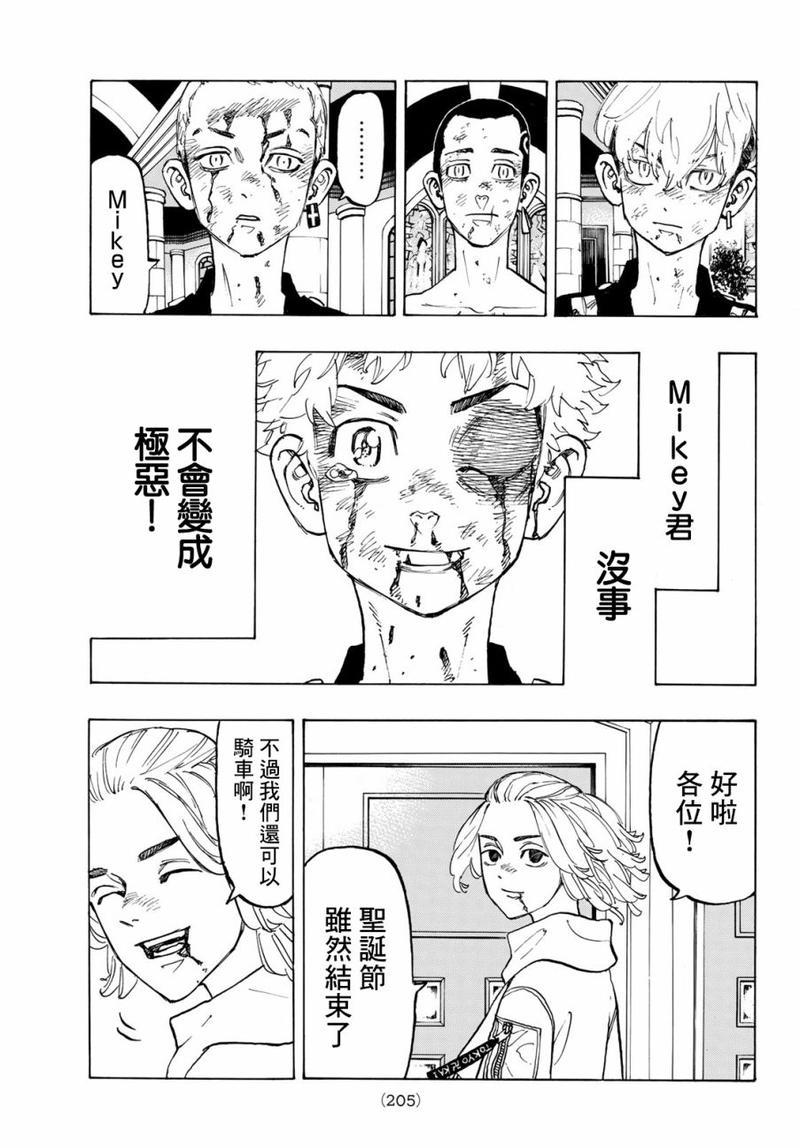 ………
Mikey
Mikey君
沒事
不會變成
極惡！
好啦
各位！
聖誕節
雖然結束了
不過我們還可以
騎車啊！
(205)